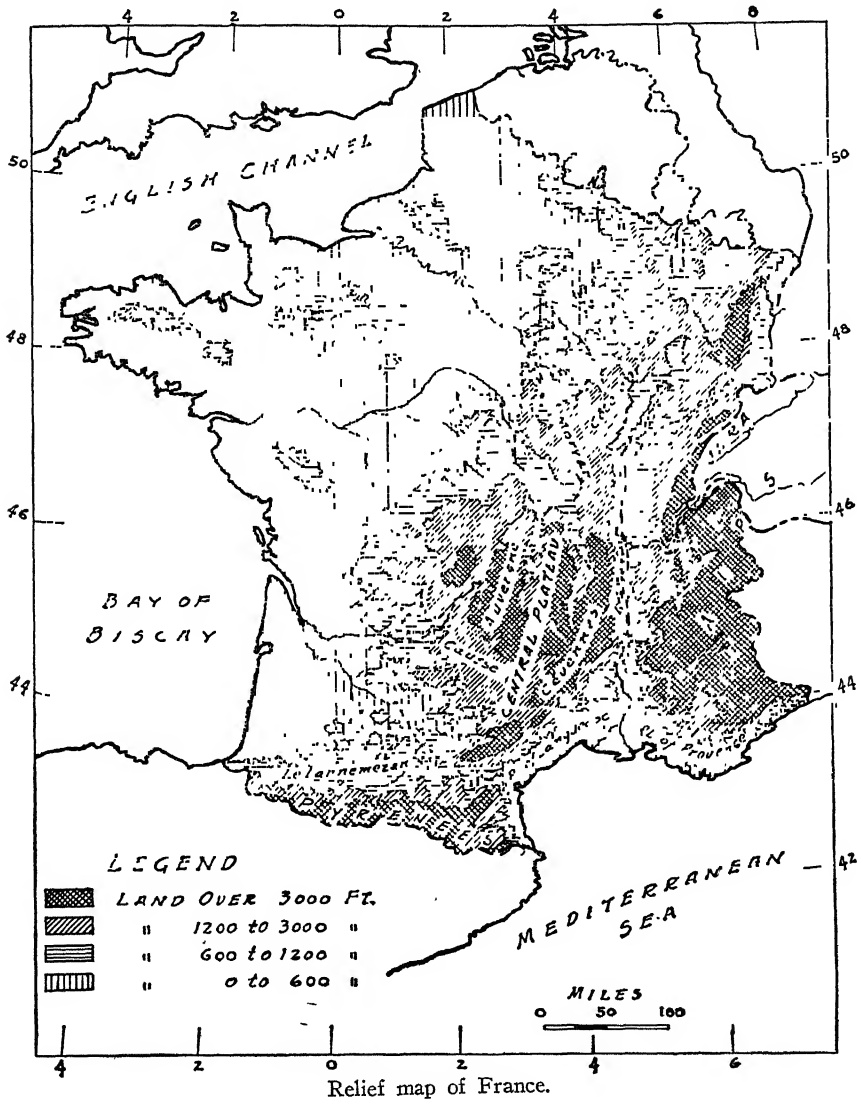 4 2 0 2 4 6 8
50 50
ENGLISH CHANNEL
48 48
46 46
AUVERGNE
CENTRAL PLATEAU
CEVENNES
BAY OF
BISCAY
44 44
PYRENEES
42
MEDITERRANEAN
SEA
LEGEND
LAND OVER 3000 FT.
" 1200 to 3000 "
" 600 to 1200 "
" 0 to 600 "
MILES
0 50 100
4 2 0 2 4 6
Relief map of France.